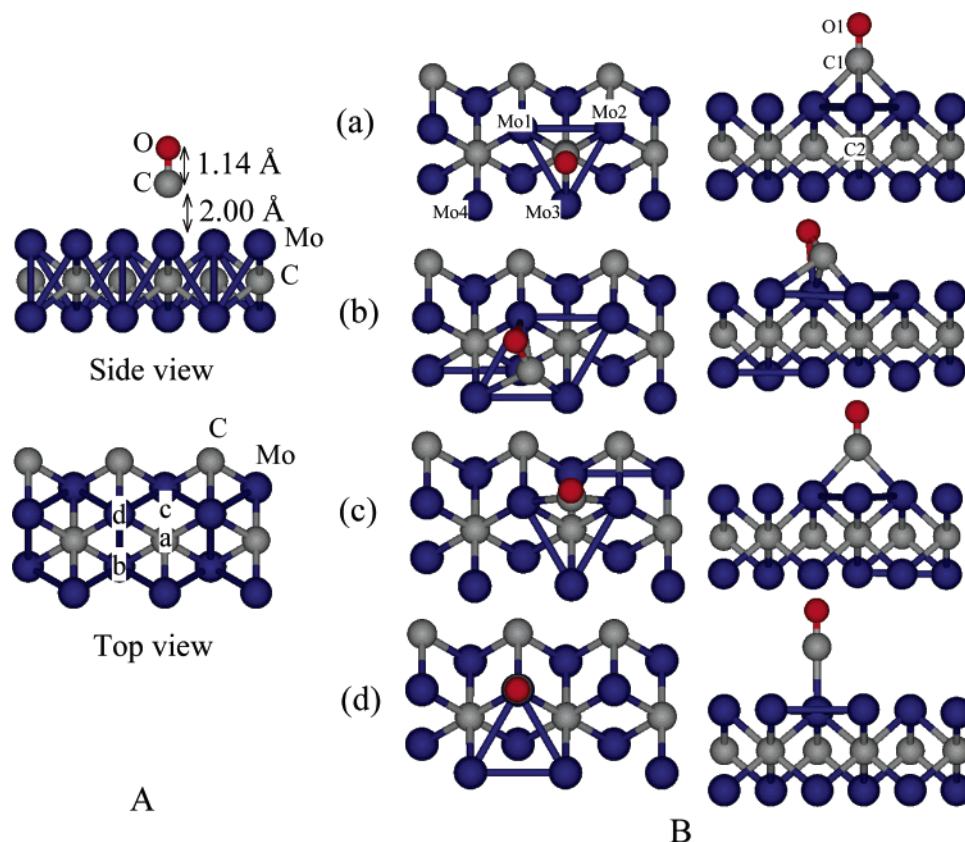 O
1.14 Å
C
2.00 Å
Mo
C
Side view
C
Mo
d
c
a
b
Top view
A
(a)
Mo1
Mo2
Mo4
Mo3
O1
C1
C2
(b)
(c)
(d)
B